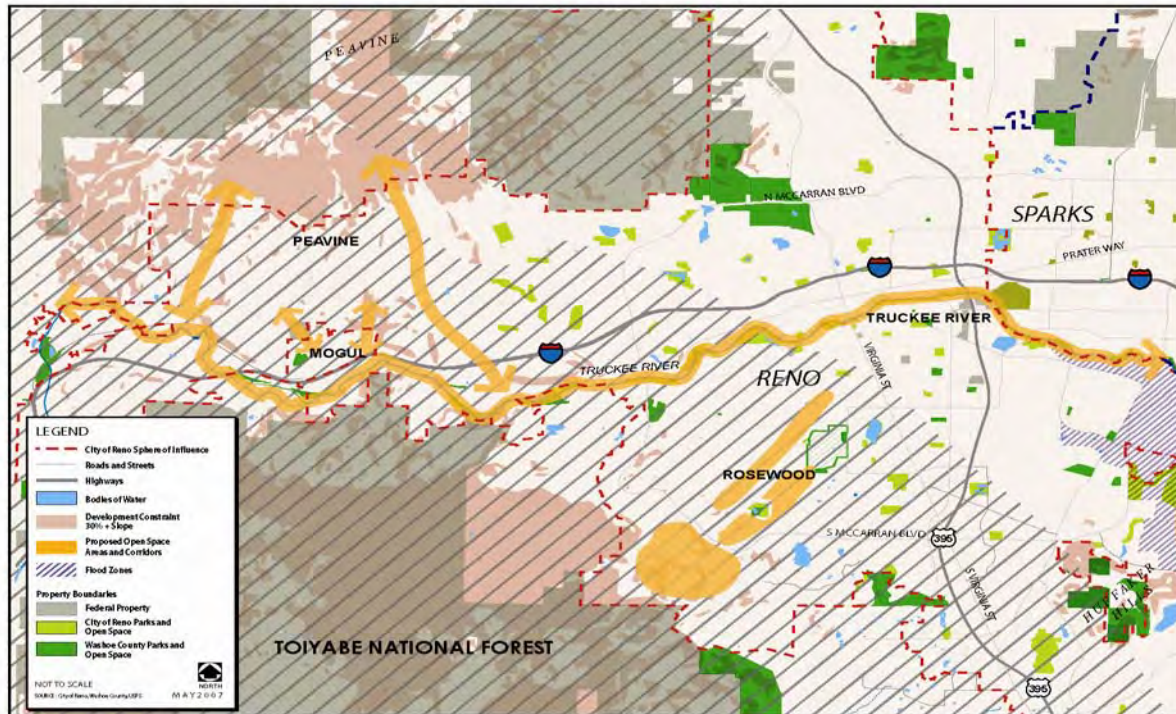 PEAVINE
N MCCARRAN BLVD
SPARKS
PEAVINE
PRATER WAY
TRUCKEE RIVER
MOGUL
TRUCKEE RIVER
VIRGINIA ST
RENO
ROSEWOOD
S MCCARRAN BLVD
395
S VIRGINIA ST
HUFFAKER
HILLS
TOIYABE NATIONAL FOREST
395
LEGEND
City of Reno Sphere of Influence
Roads and Streets
Highways
Bodies of Water
Development Constraint
30% + Slope
Proposed Open Space
Areas and Corridors
Flood Zones
Property Boundaries
Federal Property
City of Reno Parks and
Open Space
Washoe County Parks and
Open Space
NOT TO SCALE
NORTH
SOURCE: City of Reno, Washoe County, USFS
MAY 2007